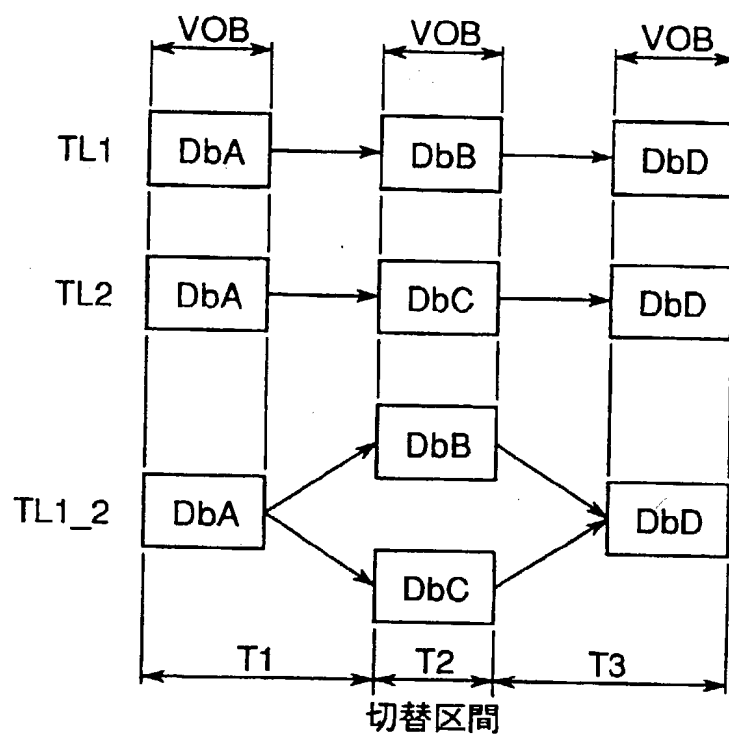 VOB VOB VOB
TL1 DbA DbB DbD
TL2 DbA DbC DbD
DbB
TL1_2 DbA DbD
DbC
T1 T2 T3
切替区間